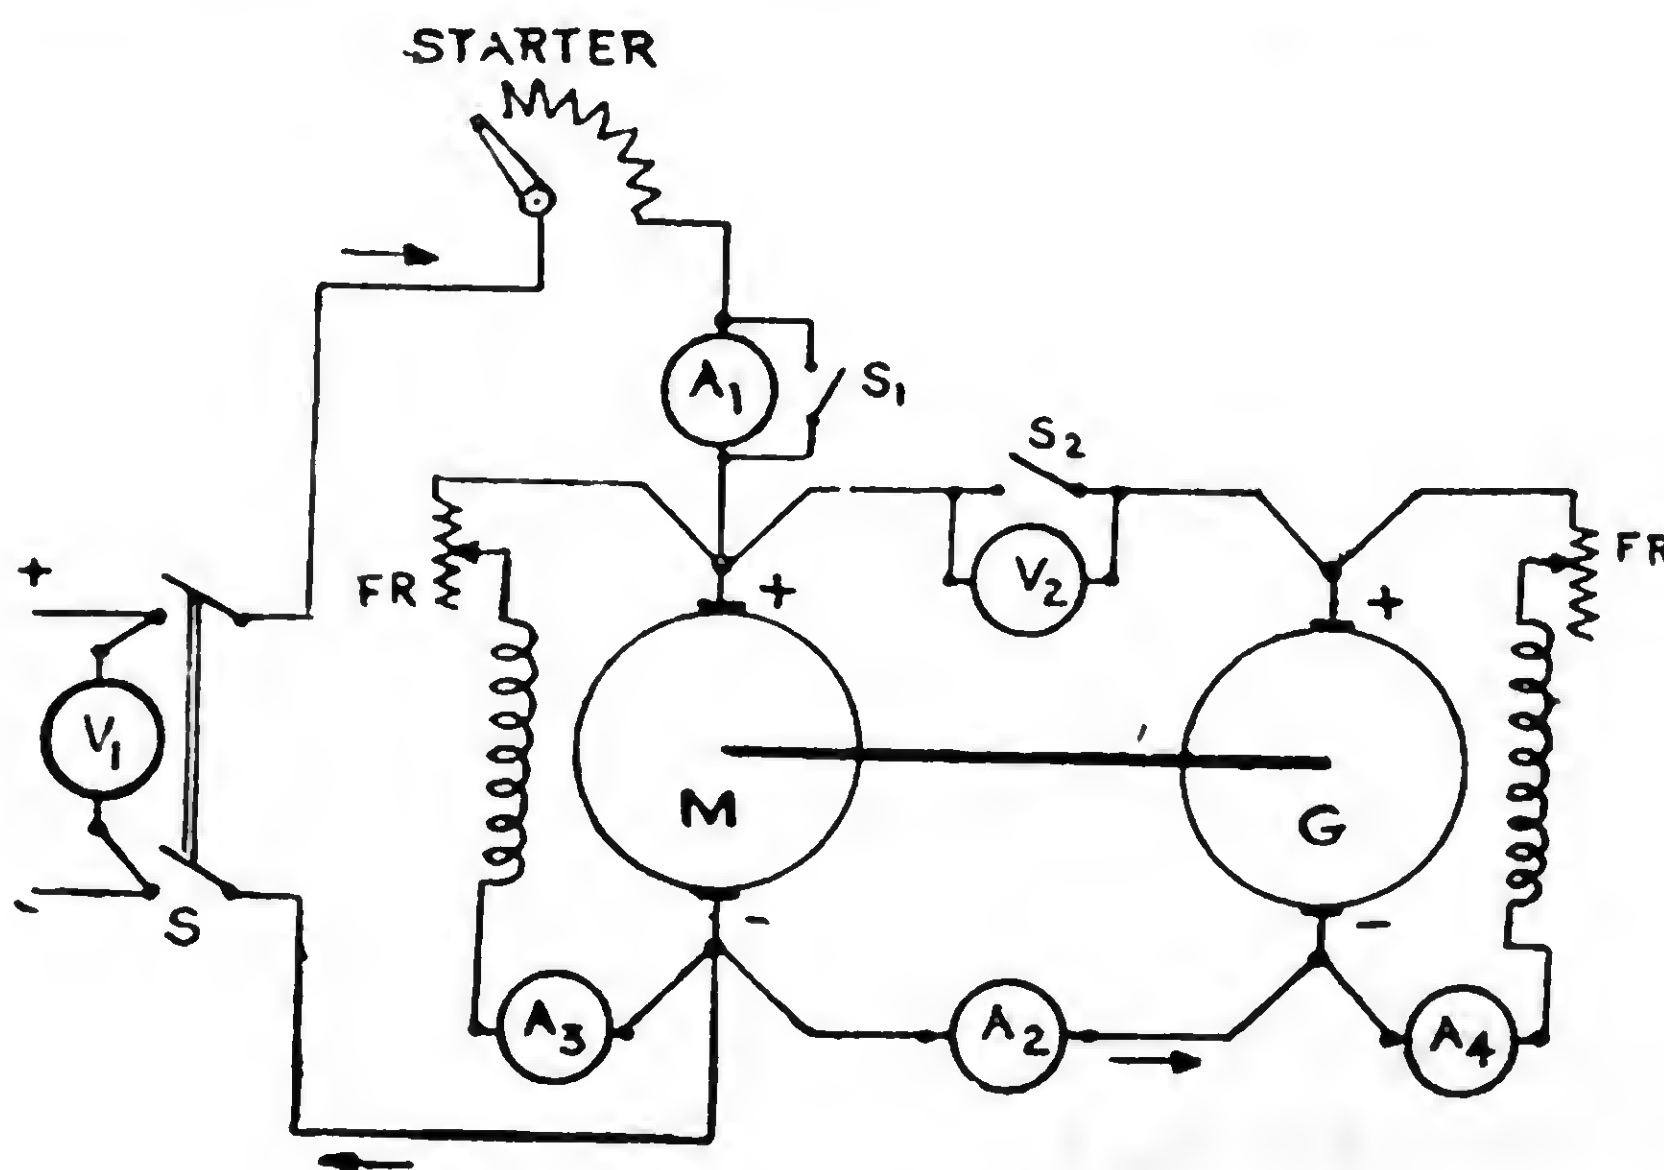 STARTER
A1
S1
S2
+
FR
+
V2
+
FR
V1
M
G
-
S
-
-
A3
A2
A4